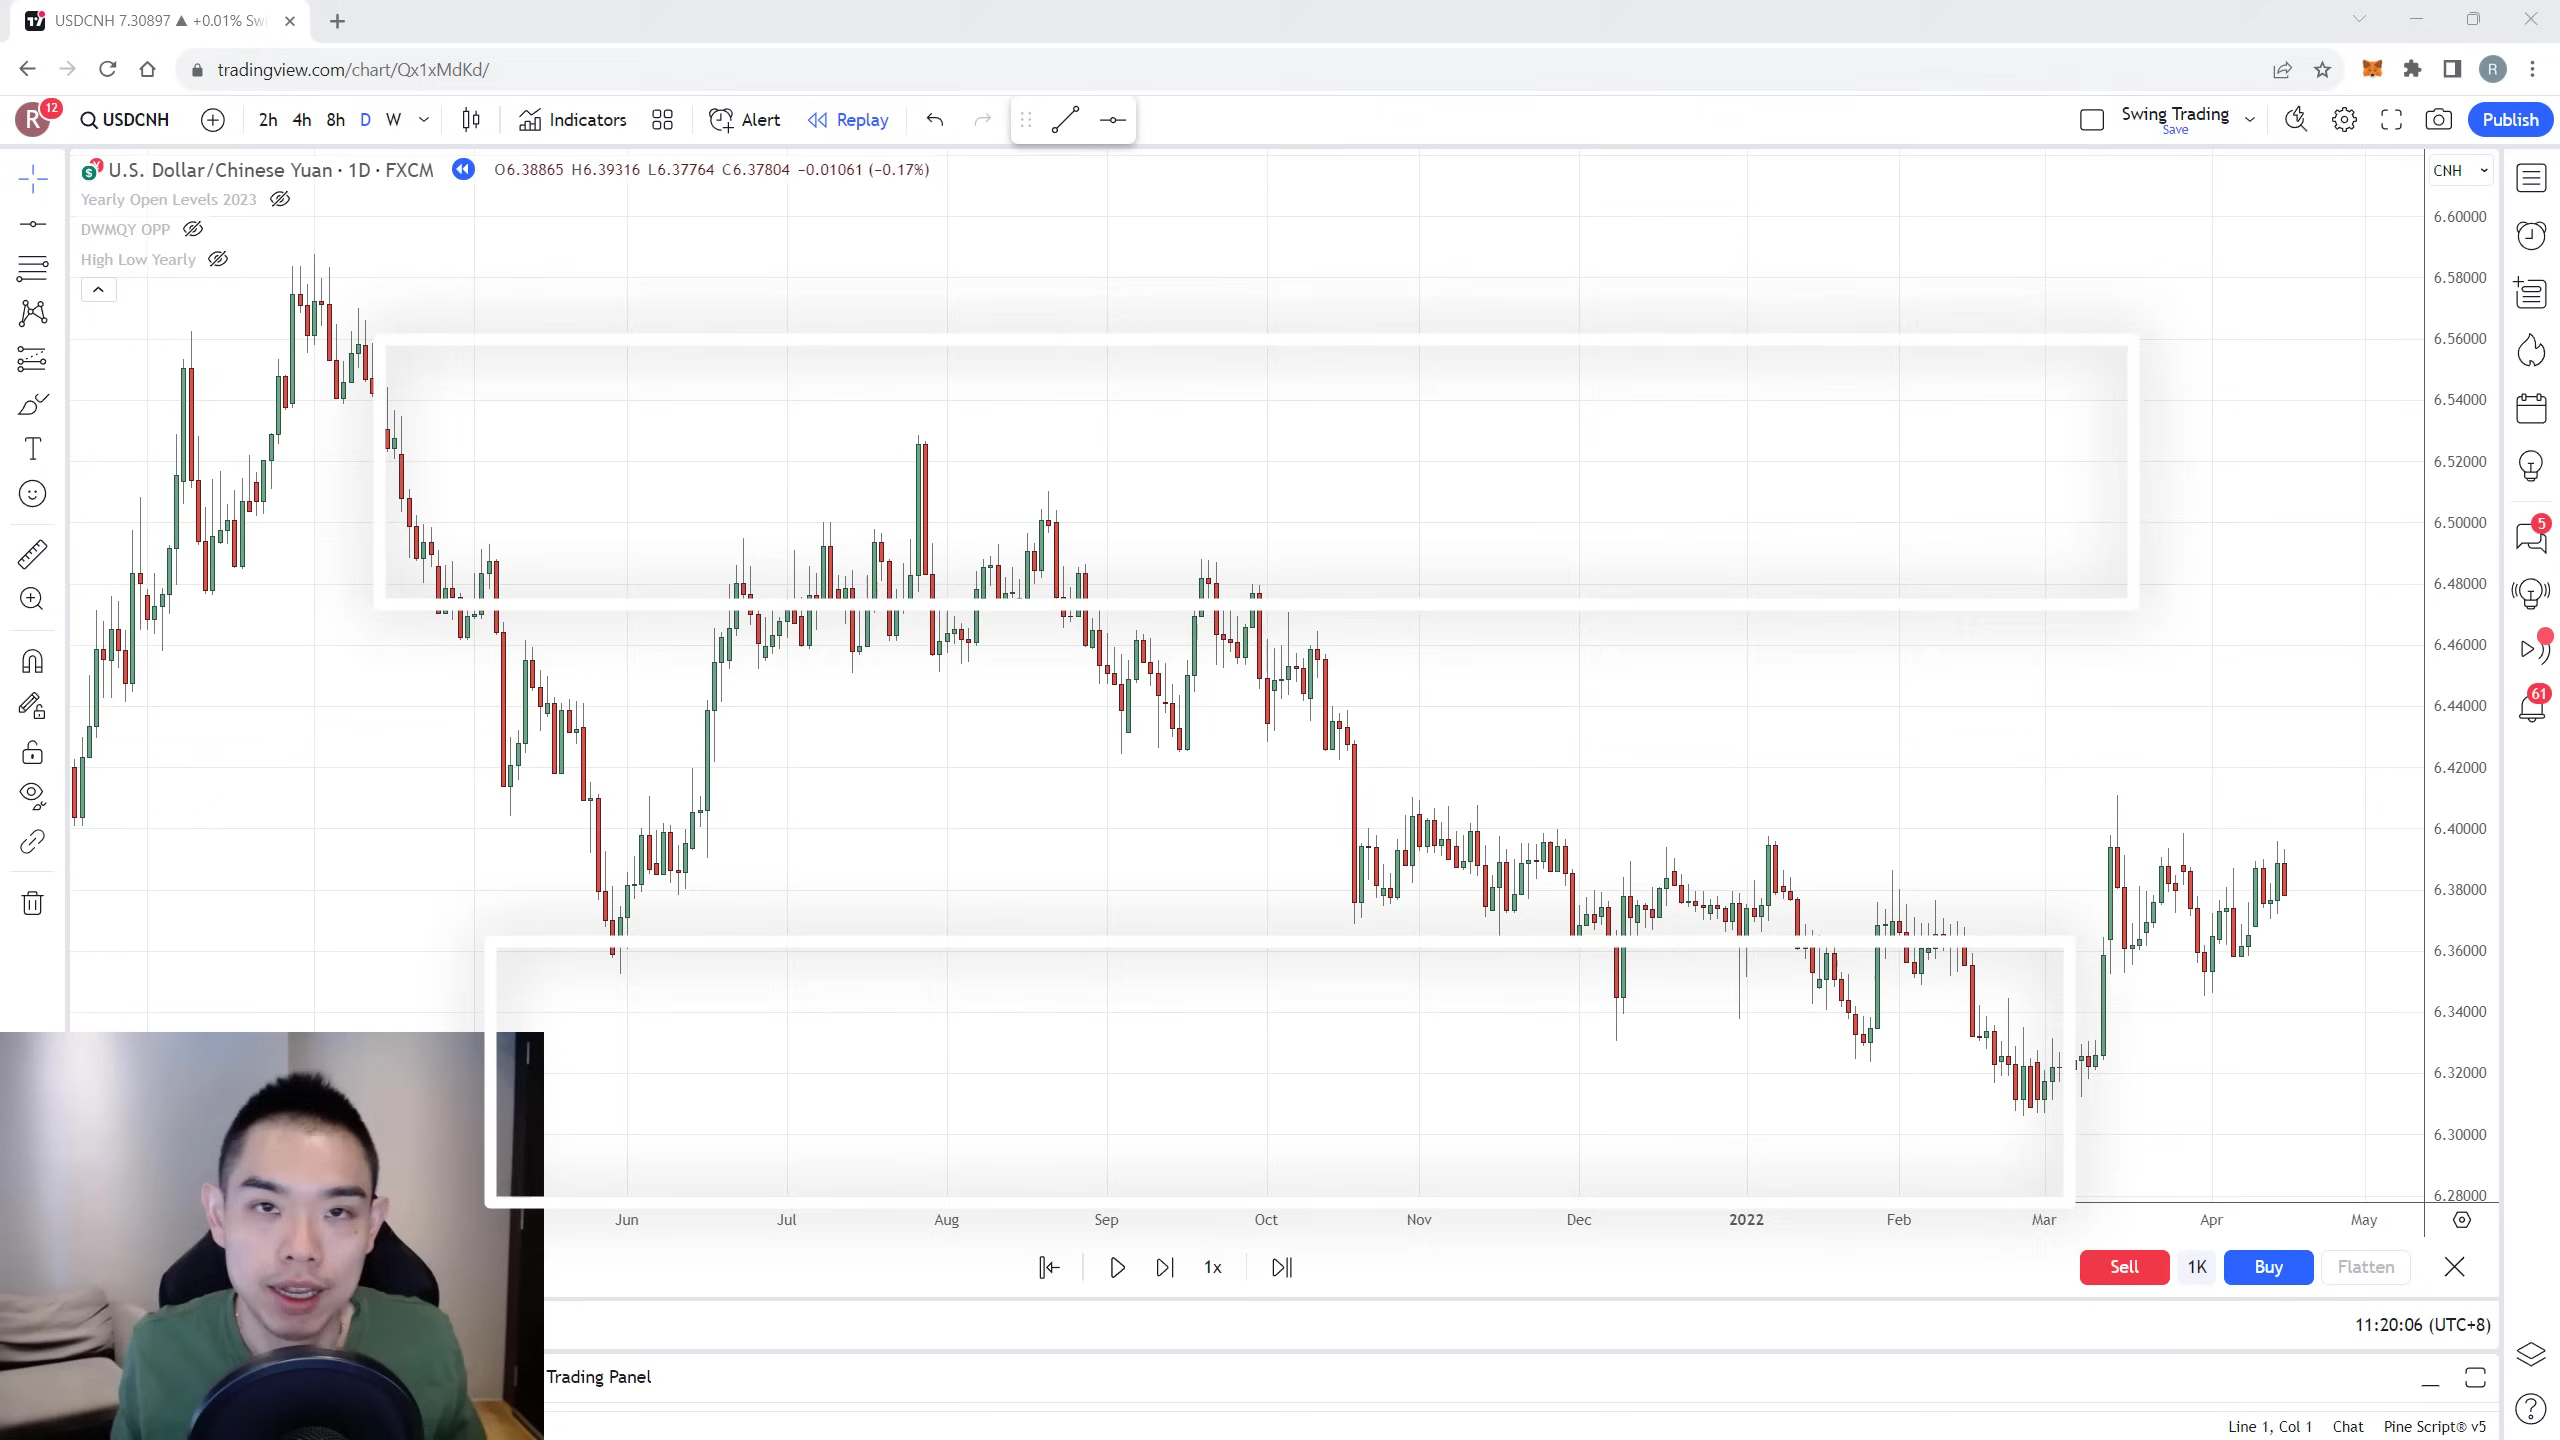 USDCNH 7.30897 ▲ +0.01% Sw
tradingview.com/chart/Qx1xMdKd/
R
R 12
USDCNH
2h 4h 8h D W
Indicators
Alert
Replay
Swing Trading
Save
Publish
U.S. Dollar/Chinese Yuan · 1D · FXCM
O6.38865 H6.39316 L6.37764 C6.37804 −0.01061 (−0.17%)
Yearly Open Levels 2023
DWMQY OPP
High Low Yearly
CNH
6.60000
6.58000
6.56000
6.54000
6.52000
6.50000
6.48000
6.46000
6.44000
6.42000
6.40000
6.38000
6.36000
6.34000
6.32000
6.30000
6.28000
5
61
Jun Jul Aug Sep Oct Nov Dec 2022 Feb Mar Apr May
1x
Sell 1K Buy Flatten
11:20:06 (UTC+8)
Trading Panel
Line 1, Col 1 Chat Pine Script® v5